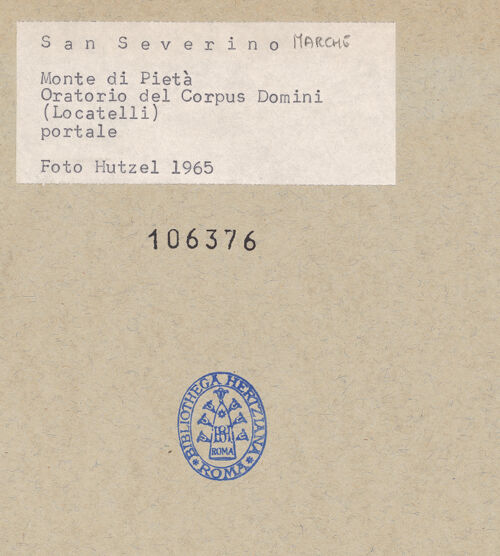 San Severino MARCHE
Monte di Pietà
Oratorio del Corpus Domini
(Locatelli)
portale
Foto Hutzel 1965
106376
BIBLIOTHECA HERTZIANA
BH
ROMA
* ROMA *